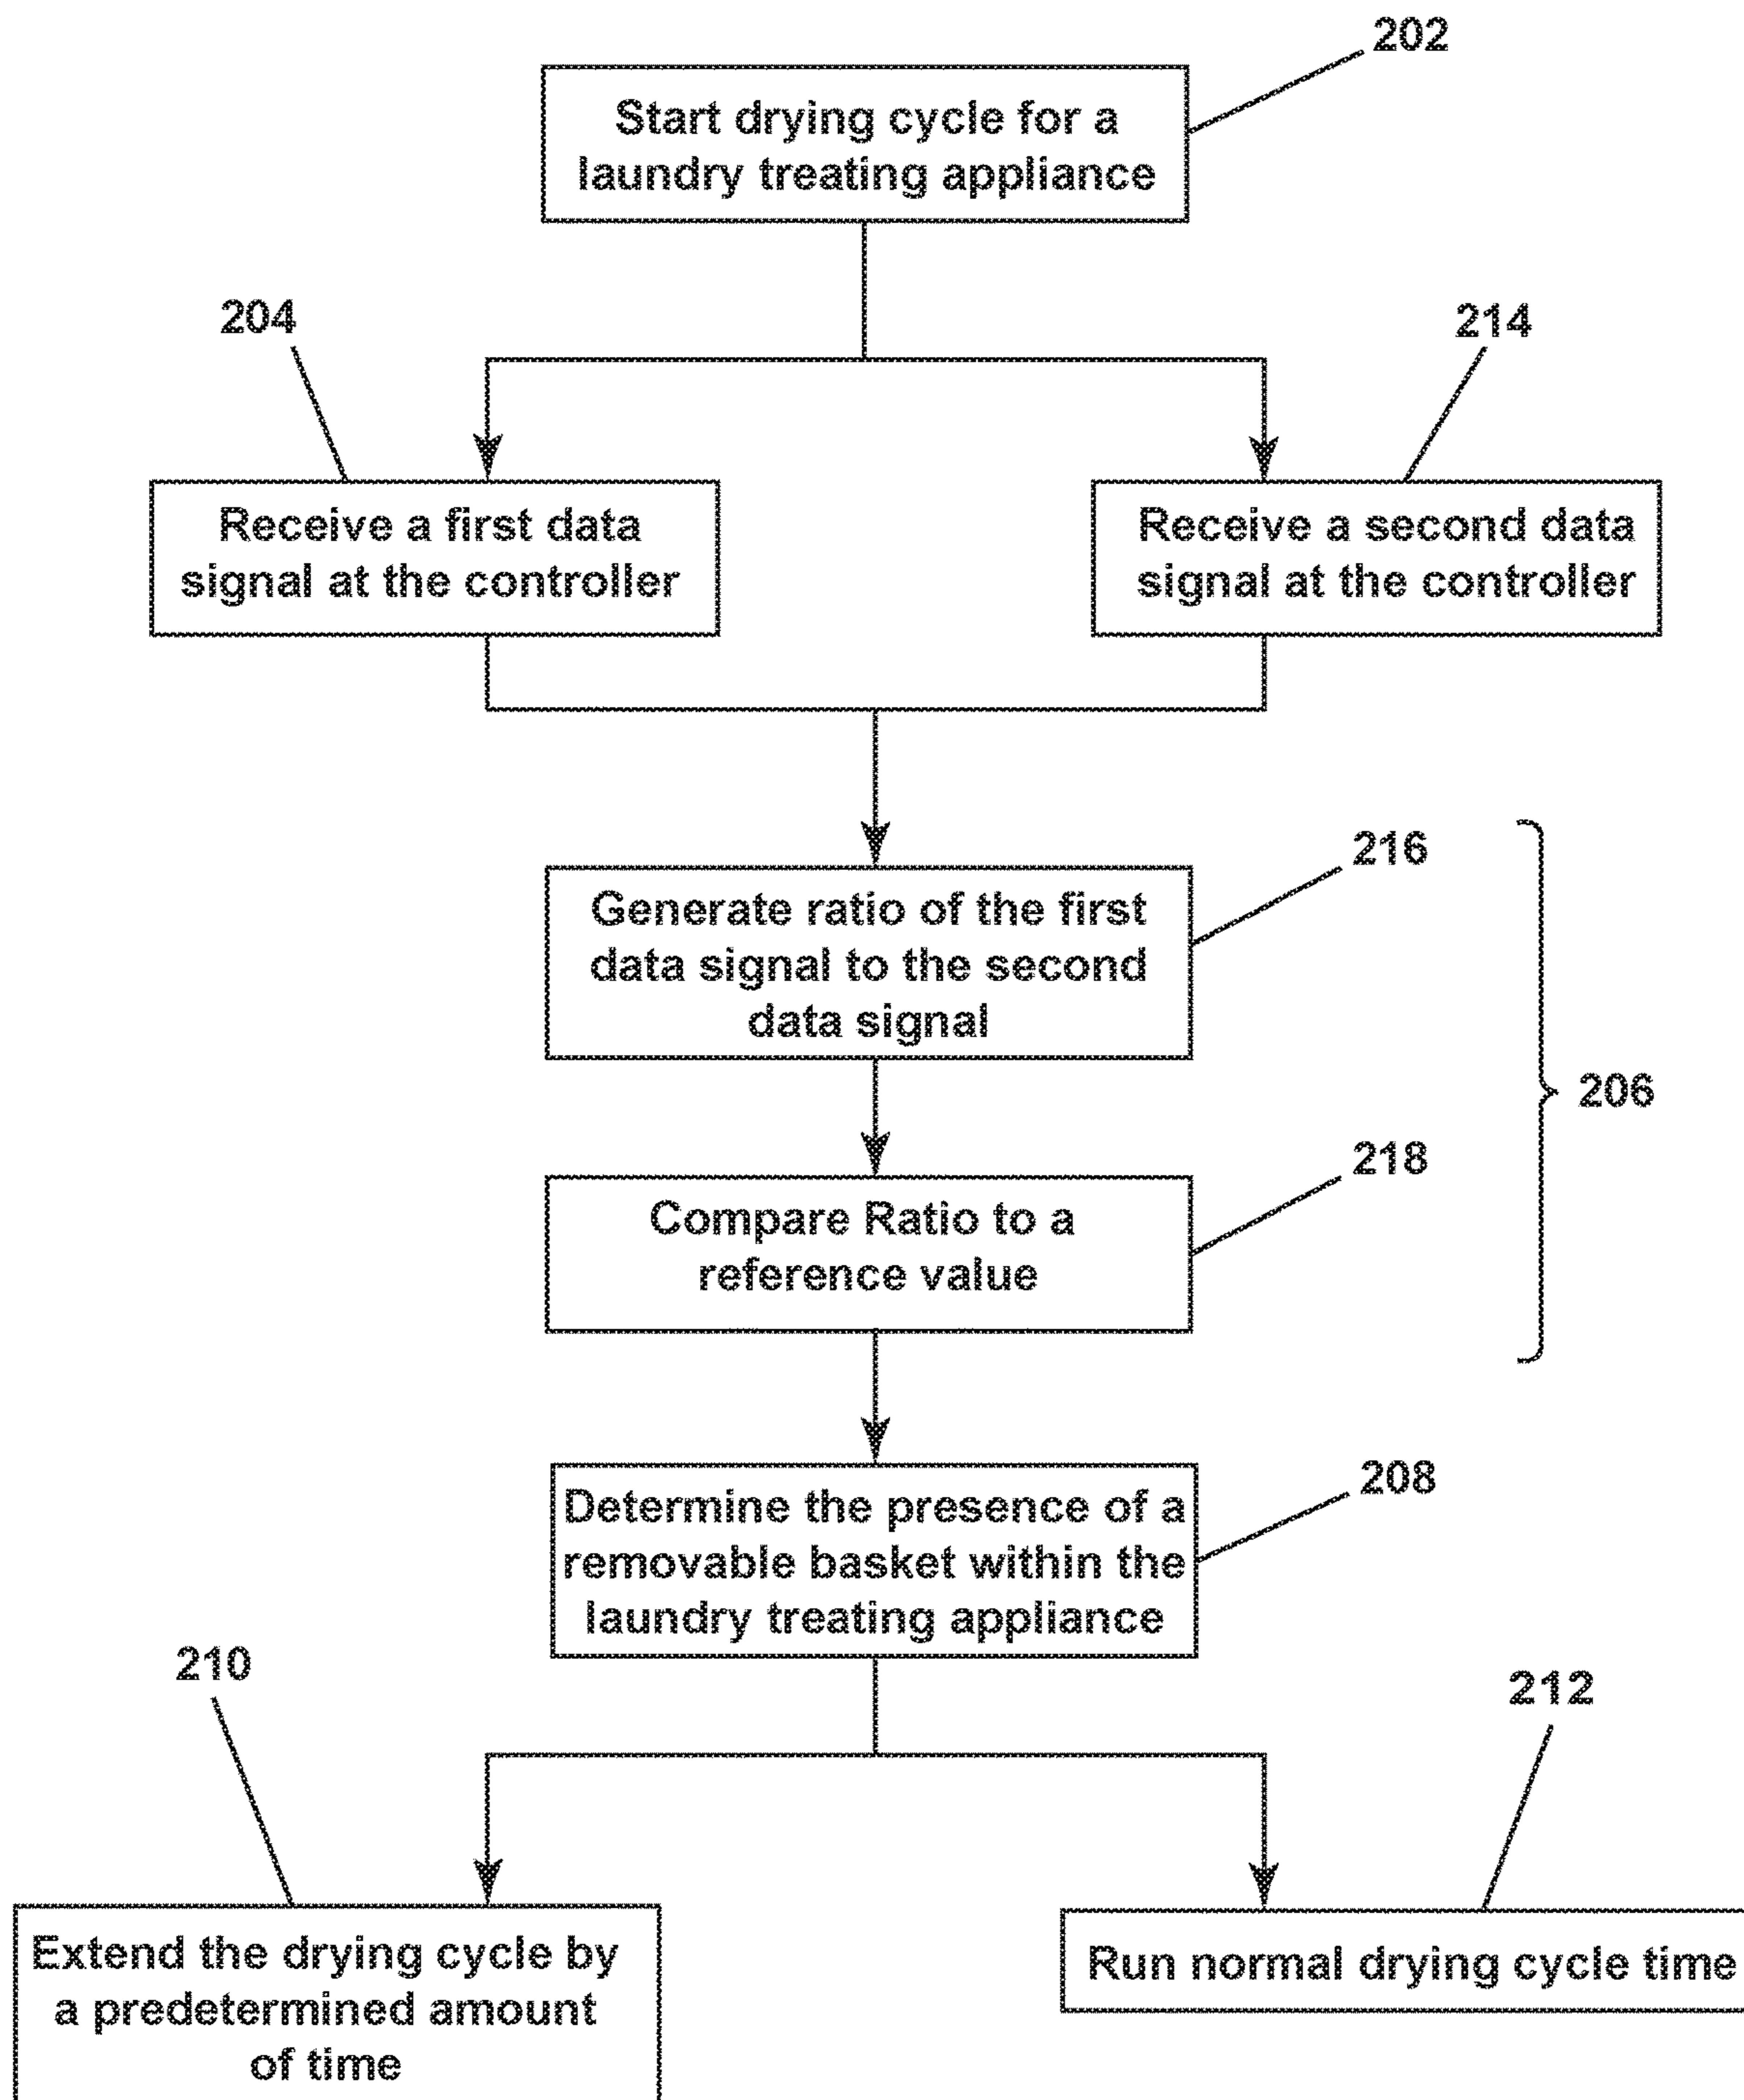 202
Start drying cycle for a
laundry treating appliance
204
214
Receive a first data
signal at the controller
Receive a second data
signal at the controller
216
Generate ratio of the first
data signal to the second
data signal
206
218
Compare Ratio to a
reference value
208
Determine the presence of a
removable basket within the
laundry treating appliance
210
212
Extend the drying cycle by
a predetermined amount
of time
Run normal drying cycle time